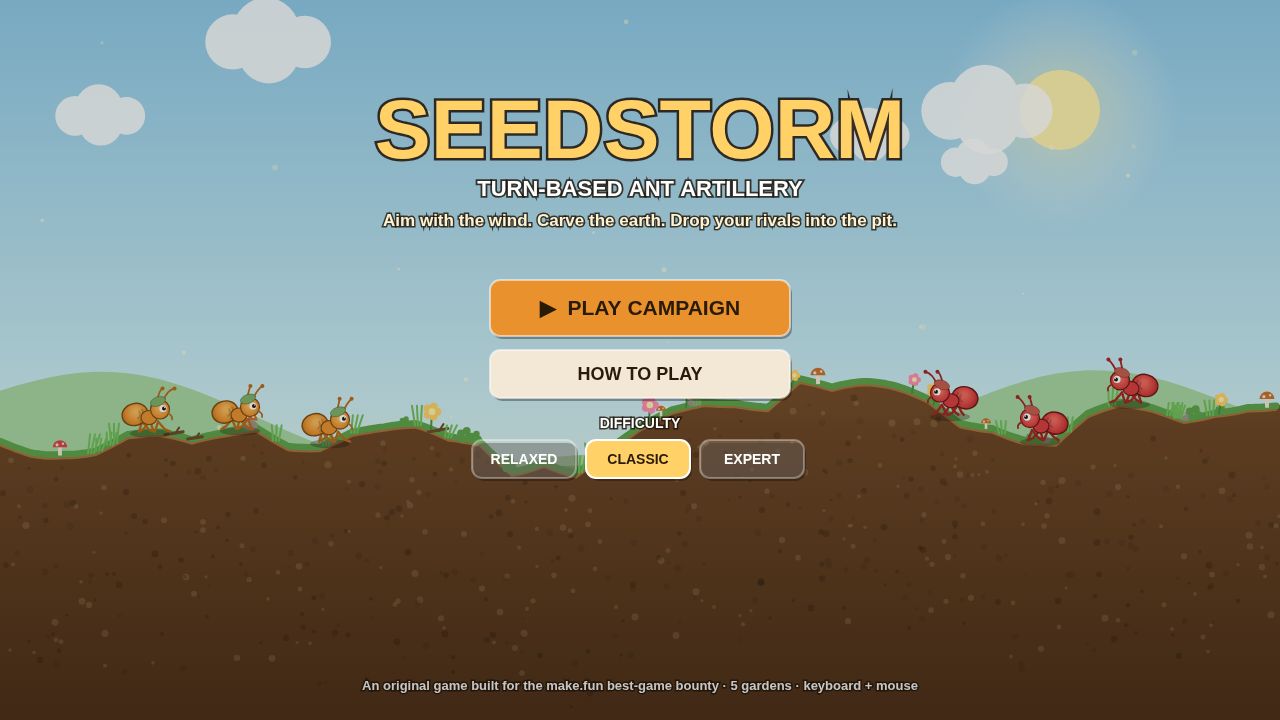 SEEDSTORM
TURN-BASED ANT ARTILLERY
Aim with the wind. Carve the earth. Drop your rivals into the pit.
▶ PLAY CAMPAIGN
HOW TO PLAY
DIFFICULTY
RELAXED CLASSIC EXPERT
An original game built for the make.fun best-game bounty · 5 gardens · keyboard + mouse